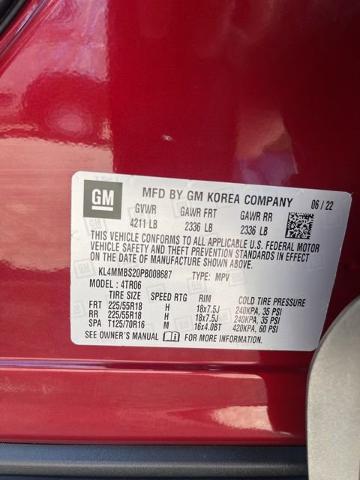 GM
MFD BY GM KOREA COMPANY 06/22
GVWR GAWR FRT GAWR RR
4211 LB 2336 LB 2336 LB
THIS VEHICLE CONFORMS TO ALL APPLICABLE U.S. FEDERAL MOTOR
VEHICLE SAFETY AND THEFT PREVENTION STANDARDS IN EFFECT
ON THE DATE OF MANUFACTURE SHOWN ABOVE.
KL4MMBS20PB008687 TYPE: MPV
MODEL: 4TR06
TIRE SIZE SPEED RTG RIM COLD TIRE PRESSURE
FRT 225/55R18 H 18x7.5J 240KPA, 35 PSI
RR 225/55R18 H 18x7.5J 240KPA, 35 PSI
SPA T125/70R16 M 16x4.0BT 420KPA, 60 PSI
SEE OWNER'S MANUAL FOR MORE INFORMATION.